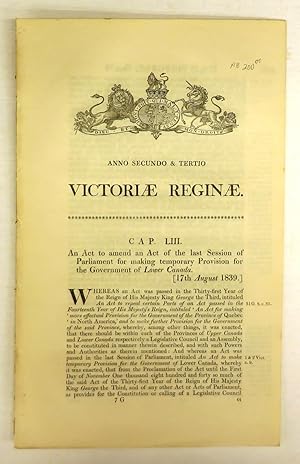 AB 200
ANNO SECUNDO & TERTIO
VICTORIÆ REGINÆ.
CAP. LIII.
An Act to amend an Act of the last Session of
Parliament for making temporary Provision for
the Government of Lower Canada.
[17th August 1839.]
WHEREAS an Act was passed in the Thirty-first Year of
the Reign of His Majesty King George the Third, intituled
An Act to repeal certain Parts of an Act passed in the 31 G. 3. c. 31.
Fourteenth Year of His Majesty's Reign, intituled 'An Act for making
'more effectual Provision for the Government of the Province of Quebec
'in North America,' and to make further Provision for the Government
of the said Province, whereby, among other things, it was enacted,
that there should be within each of the Provinces of Upper Canada
and Lower Canada respectively a Legislative Council and an Assembly,
to be constituted in manner therein described, and with such Powers
and Authorities as therein mentioned: And whereas an Act was
passed in the last Session of Parliament, intituled An Act to make 1 & 2 Vict.
temporary Provision for the Government of Lower Canada, whereby c. 9.
it was enacted, that from the Proclamation of the Act until the First
Day of November One thousand eight hundred and forty so much of
the said Act of the Thirty-first Year of the Reign of His Majesty
King George the Third, and of any other Act or Acts of Parliament,
as provides for the Constitution or calling of a Legislative Council
7 G or